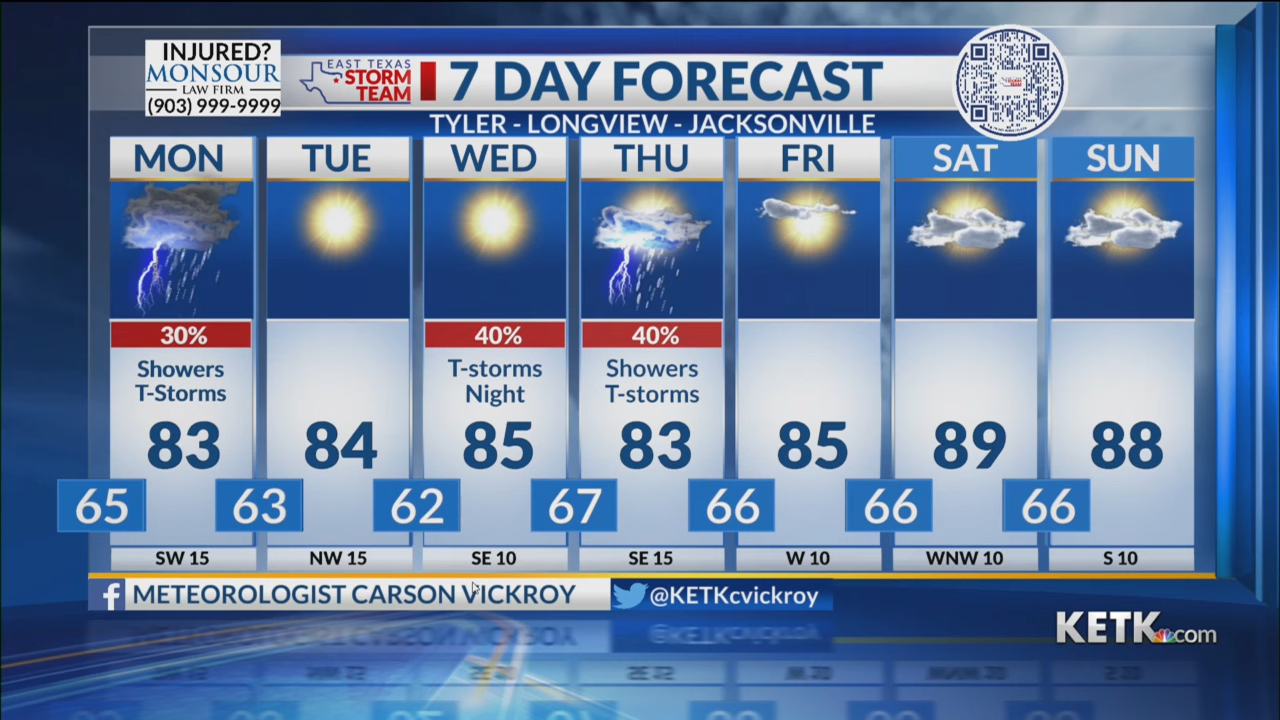 INJURED?
MONSOUR
LAW FIRM
(903) 999-9999
EAST TEXAS
STORM
TEAM
7 DAY FORECAST
TYLER - LONGVIEW - JACKSONVILLE
MON TUE WED THU FRI SAT SUN
30% 40% 40%
Showers T-storms Showers
T-Storms Night T-storms
83 84 85 83 85 89 88
65 63 62 67 66 66 66
SW 15 NW 15 SE 10 SE 15 W 10 WNW 10 S 10
f METEOROLOGIST CARSON VICKROY @KETKcvickroy
KETK.com